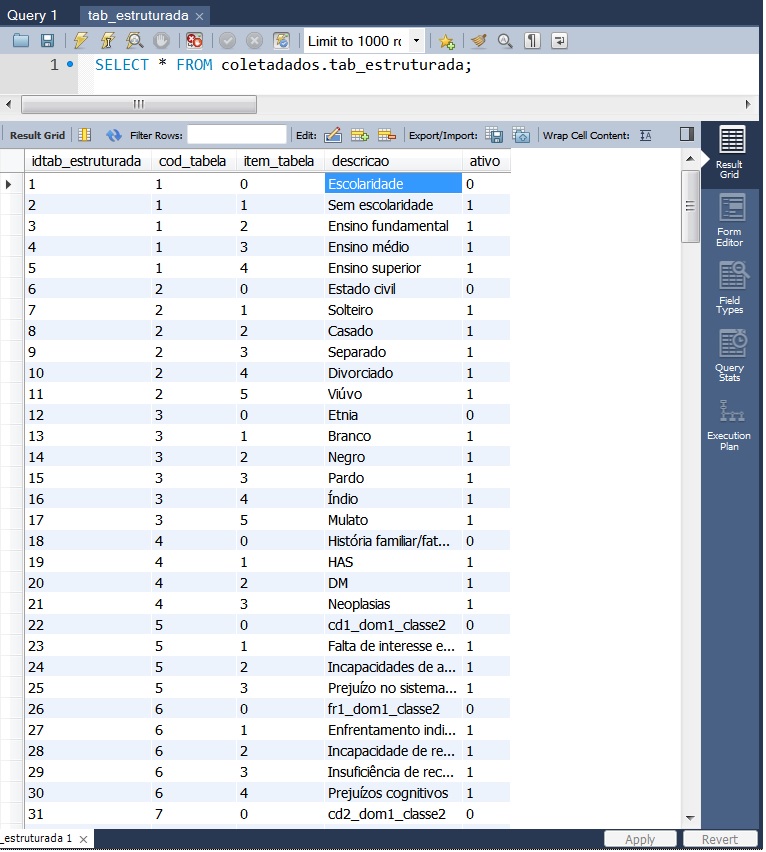 Query 1 tab_estruturada ×
Limit to 1000 rc
1 SELECT * FROM coletadados.tab_estruturada;
Result Grid Filter Rows: Edit: Export/Import: Wrap Cell Content: IA
idtab_estruturada cod_tabela item_tabela descricao ativo
1 1 0 Escolaridade 0
2 1 1 Sem escolaridade 1
3 1 2 Ensino fundamental 1
4 1 3 Ensino médio 1
5 1 4 Ensino superior 1
6 2 0 Estado civil 0
7 2 1 Solteiro 1
8 2 2 Casado 1
9 2 3 Separado 1
10 2 4 Divorciado 1
11 2 5 Viúvo 1
12 3 0 Etnia 0
13 3 1 Branco 1
14 3 2 Negro 1
15 3 3 Pardo 1
16 3 4 Índio 1
17 3 5 Mulato 1
18 4 0 História familiar/fat... 0
19 4 1 HAS 1
20 4 2 DM 1
21 4 3 Neoplasias 1
22 5 0 cd1_dom1_classe2 0
23 5 1 Falta de interesse e... 1
24 5 2 Incapacidades de a... 1
25 5 3 Prejuízo no sistema... 1
26 6 0 fr1_dom1_classe2 0
27 6 1 Enfrentamento indi... 1
28 6 2 Incapacidade de re... 1
29 6 3 Insuficiência de rec... 1
30 6 4 Prejuízos cognitivos 1
31 7 0 cd2_dom1_classe2 0
Result
Grid
Form
Editor
Field
Types
Query
Stats
Execution
Plan
_estruturada 1 ×
Apply Revert